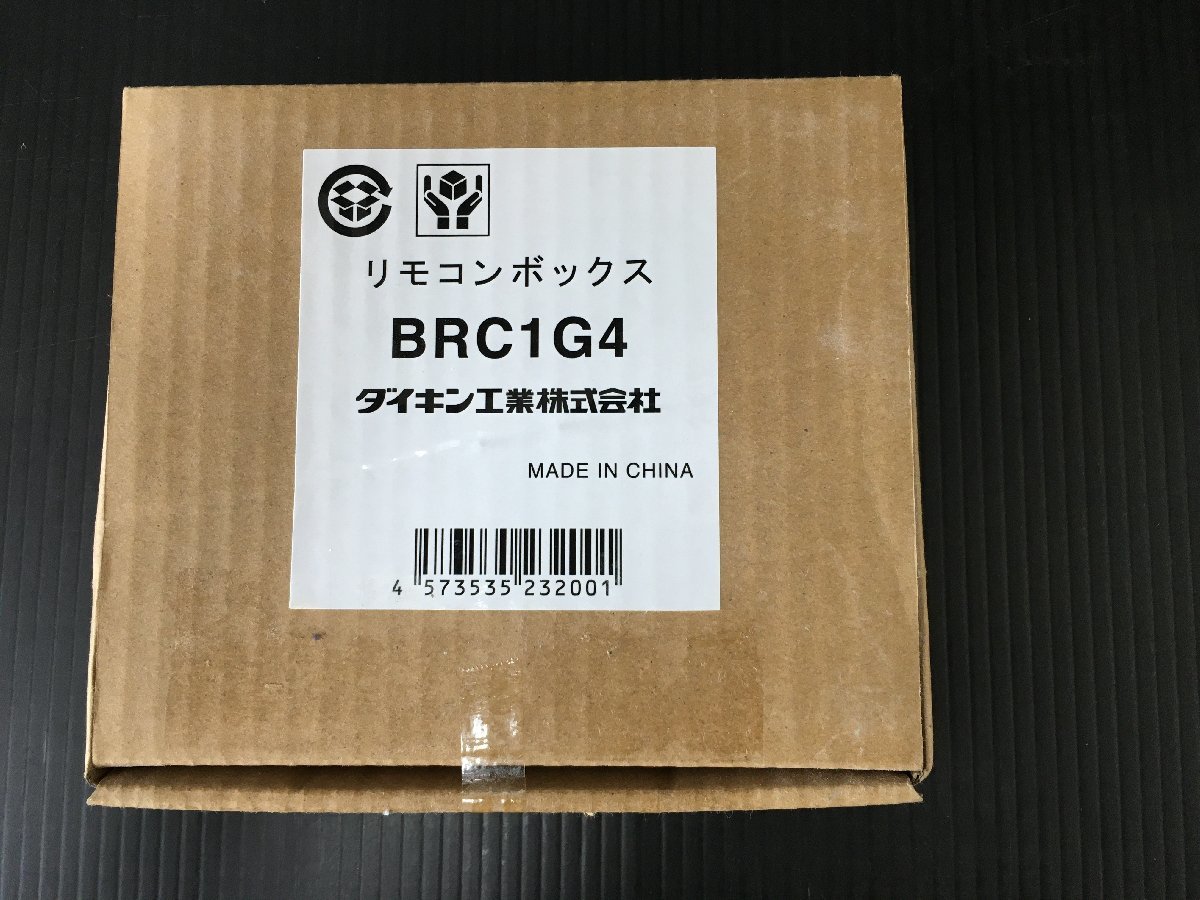 リモコンボックス
BRC1G4
ダイキン工業株式会社
MADE IN CHINA
4 573535 232001